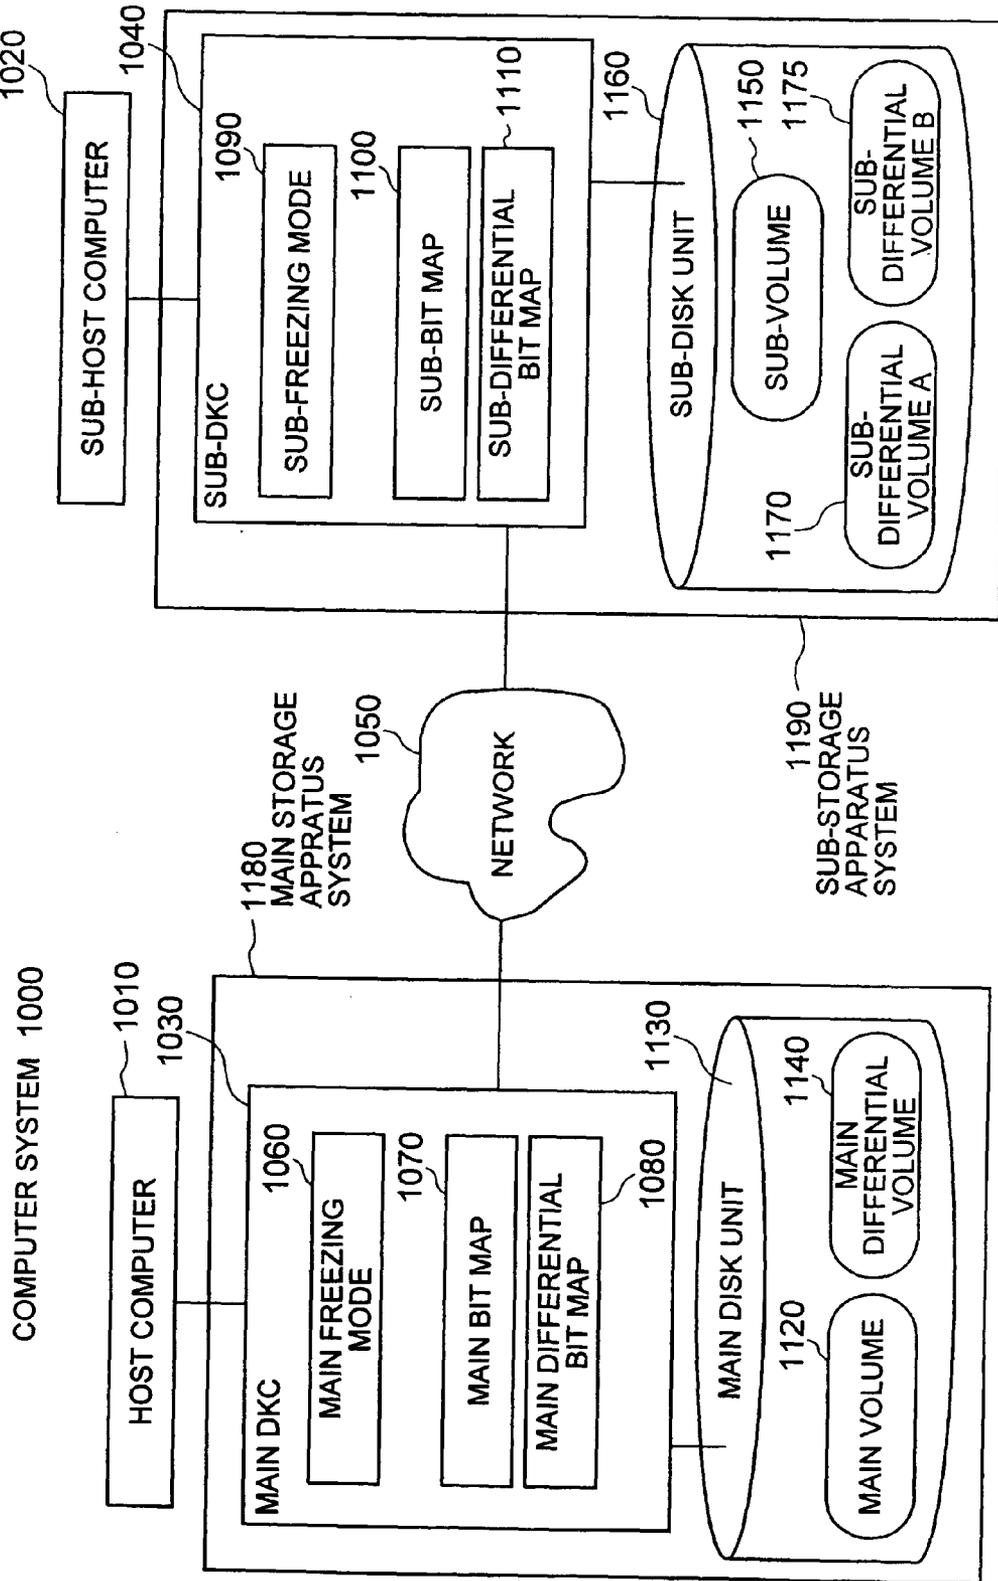 COMPUTER SYSTEM 1000
1010
HOST COMPUTER
1030
MAIN DKC
1060
MAIN FREEZING
MODE
1070
MAIN BIT MAP
MAIN DIFFERENTIAL
BIT MAP
1080
1130
MAIN DISK UNIT
1120
MAIN VOLUME
1140
MAIN
DIFFERENTIAL
VOLUME
1180
MAIN STORAGE
APPRATUS
SYSTEM
1050
NETWORK
1190
SUB-STORAGE
APPARATUS
SYSTEM
1020
SUB-HOST COMPUTER
1040
SUB-DKC
1090
SUB-FREEZING MODE
1100
SUB-BIT MAP
SUB-DIFFERENTIAL
BIT MAP
1110
1160
SUB-DISK UNIT
1150
SUB-VOLUME
1170
SUB-
DIFFERENTIAL
VOLUME A
1175
SUB-
DIFFERENTIAL
VOLUME B